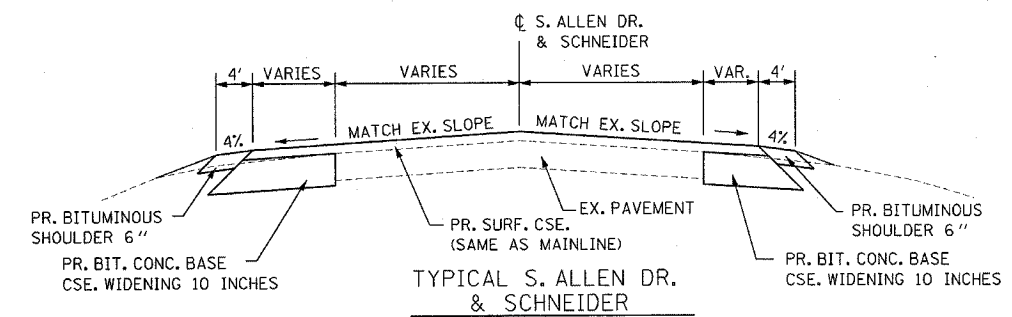 ℄ S. ALLEN DR.
& SCHNEIDER
4' VARIES VARIES VARIES VAR. 4'
4% MATCH EX. SLOPE MATCH EX. SLOPE 4%
PR. BITUMINOUS
SHOULDER 6"
PR. BIT. CONC. BASE
CSE. WIDENING 10 INCHES
PR. SURF. CSE.
(SAME AS MAINLINE)
EX. PAVEMENT
PR. BITUMINOUS
SHOULDER 6"
PR. BIT. CONC. BASE
CSE. WIDENING 10 INCHES
TYPICAL S. ALLEN DR.
& SCHNEIDER